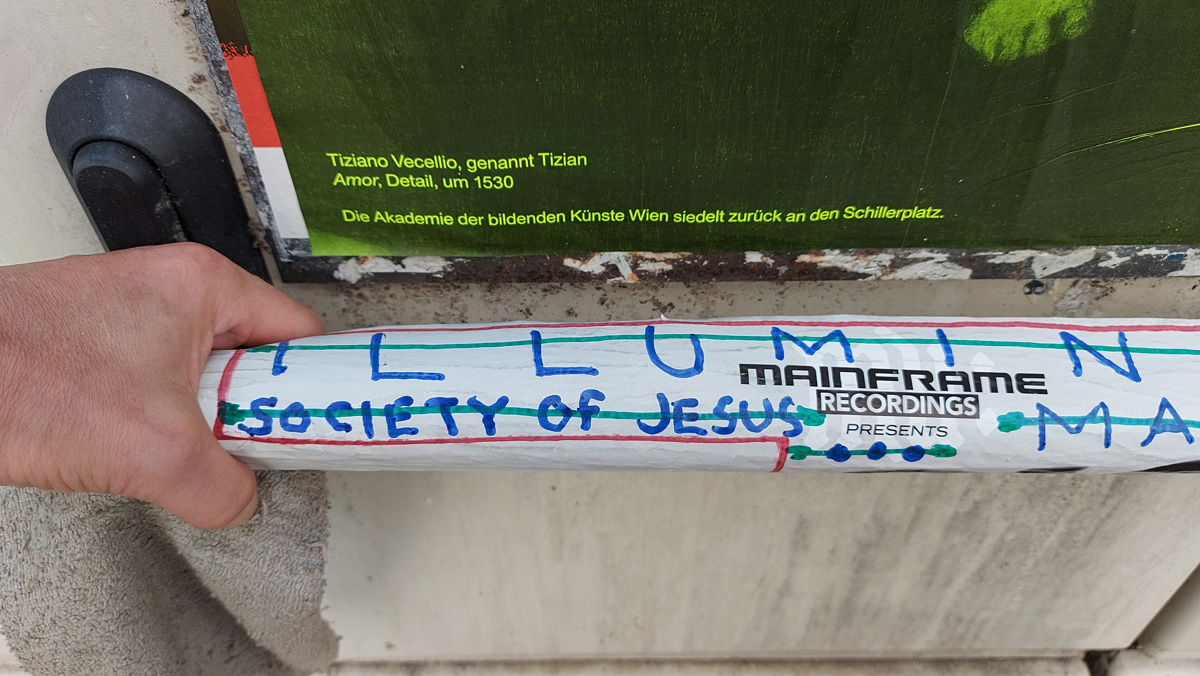 Tiziano Vecellio, genannt Tizian
Amor, Detail, um 1530
Die Akademie der bildenden Künste Wien siedelt zurück an den Schillerplatz.
I L L U M I N
MAINFRAME
RECORDINGS
PRESENTS
SOCIETY OF JESUS
MA